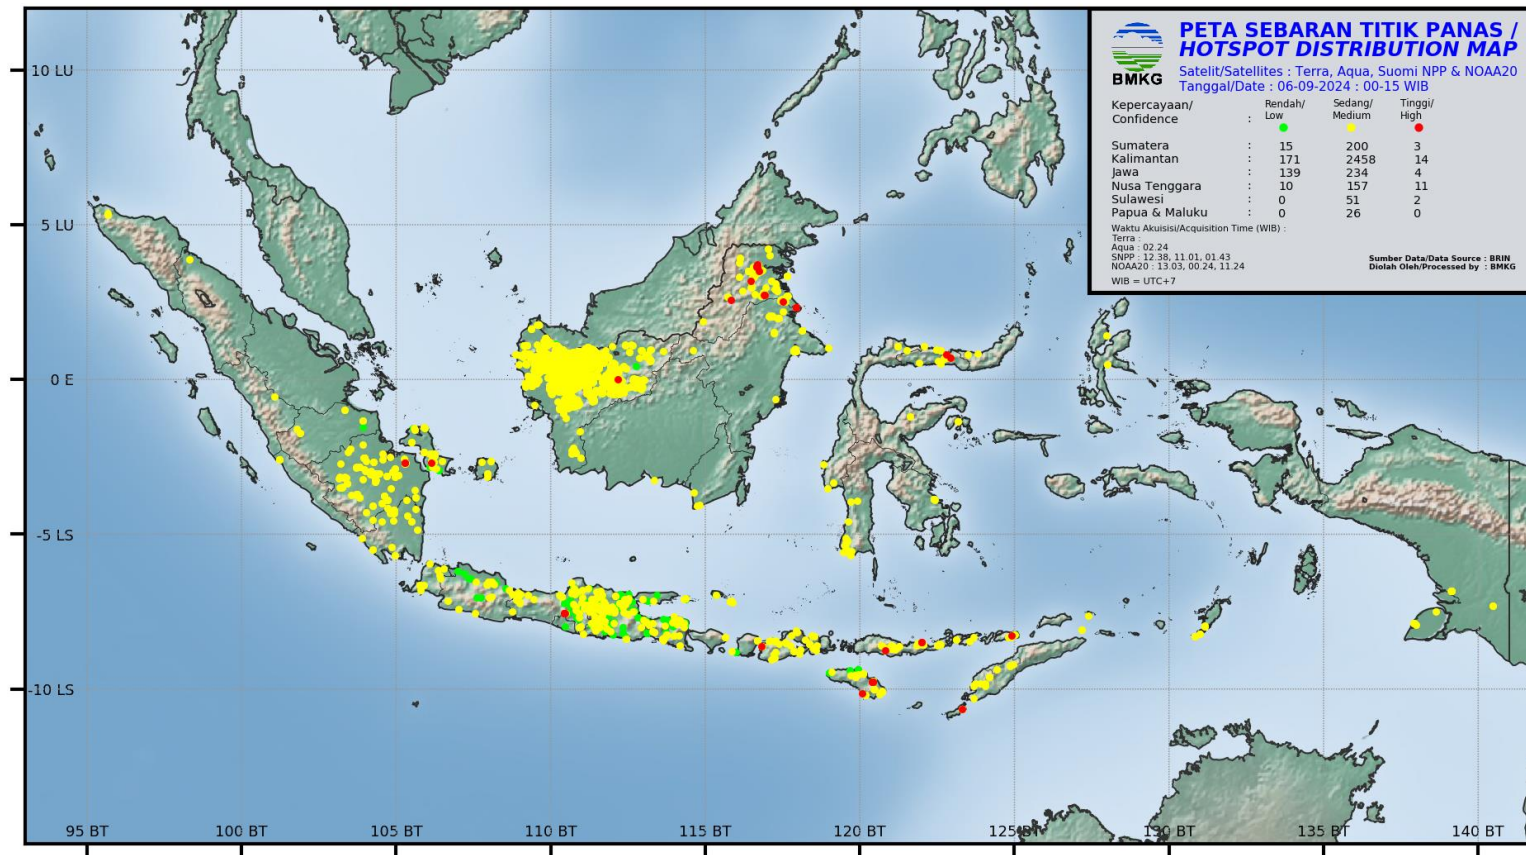 PETA SEBARAN TITIK PANAS /
HOTSPOT DISTRIBUTION MAP
BMKG
Satelit/Satellites : Terra, Aqua, Suomi NPP & NOAA20
Tanggal/Date : 06-09-2024 : 00-15 WIB
Kepercayaan/ Rendah/ Sedang/ Tinggi/
Confidence : Low Medium High
Sumatera : 15 200 3
Kalimantan : 171 2458 14
Jawa : 139 234 4
Nusa Tenggara : 10 157 11
Sulawesi : 0 51 2
Papua & Maluku : 0 26 0
Waktu Akuisisi/Acquisition Time (WIB) :
Terra :
Aqua : 02.24
SNPP : 12.38, 11.01, 01.43
NOAA20 : 13.03, 00.24, 11.24
WIB = UTC+7
Sumber Data/Data Source : BRIN
Diolah Oleh/Processed by : BMKG
10 LU
5 LU
0 E
-5 LS
-10 LS
95 BT 100 BT 105 BT 110 BT 115 BT 120 BT 125 BT 130 BT 135 BT 140 BT